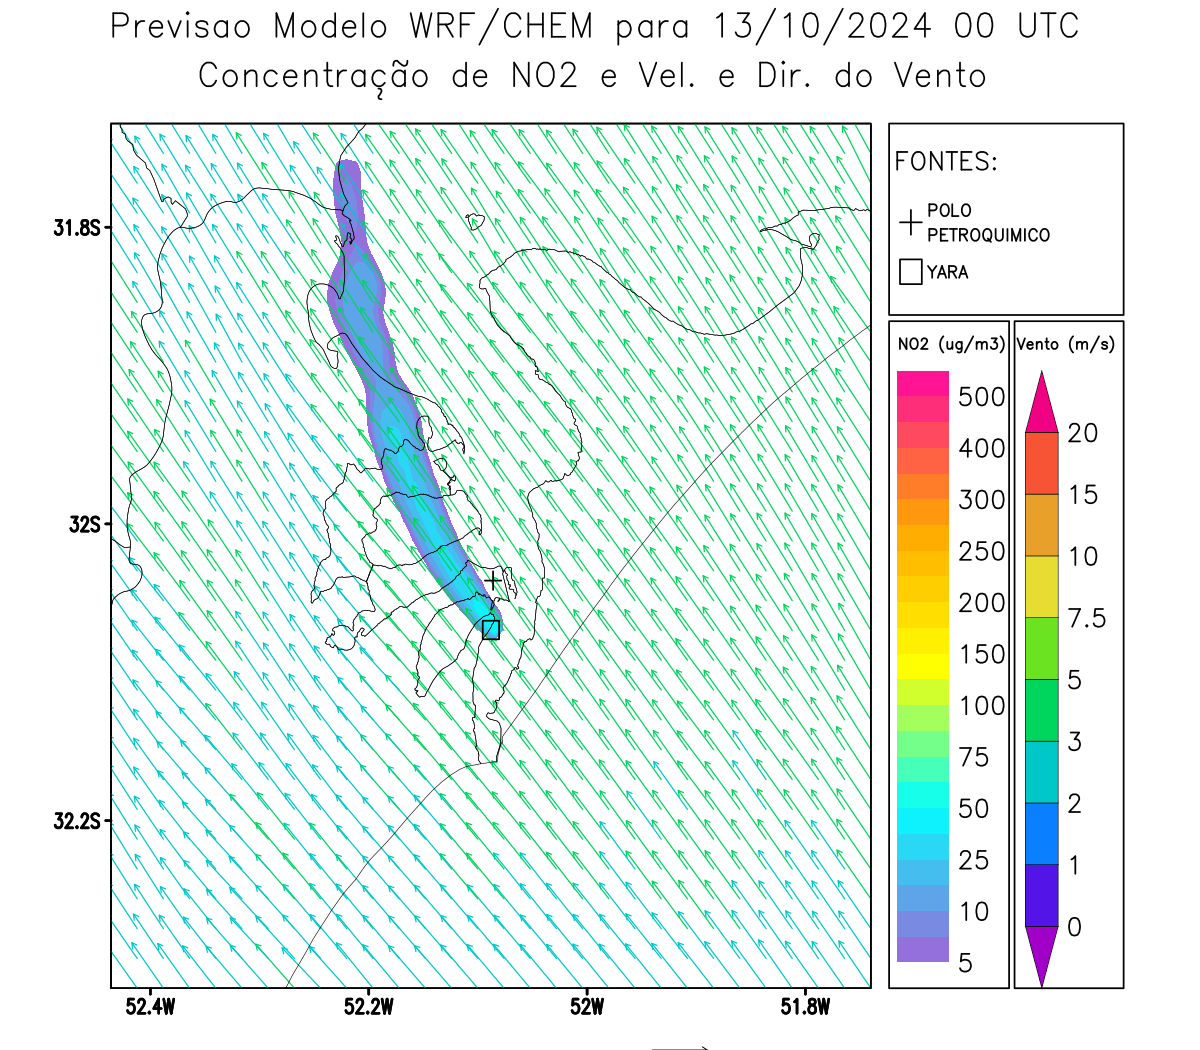 Previsao Modelo WRF/CHEM para 13/10/2024 00 UTC
Concentração de NO2 e Vel. e Dir. do Vento
FONTES:
POLO
PETROQUIMICO
YARA
NO2 (ug/m3)
500
400
300
250
200
150
100
75
50
25
10
5
Vento (m/s)
20
15
10
7.5
5
3
2
1
0
31.8S
32S
32.2S
52.4W
52.2W
52W
51.8W